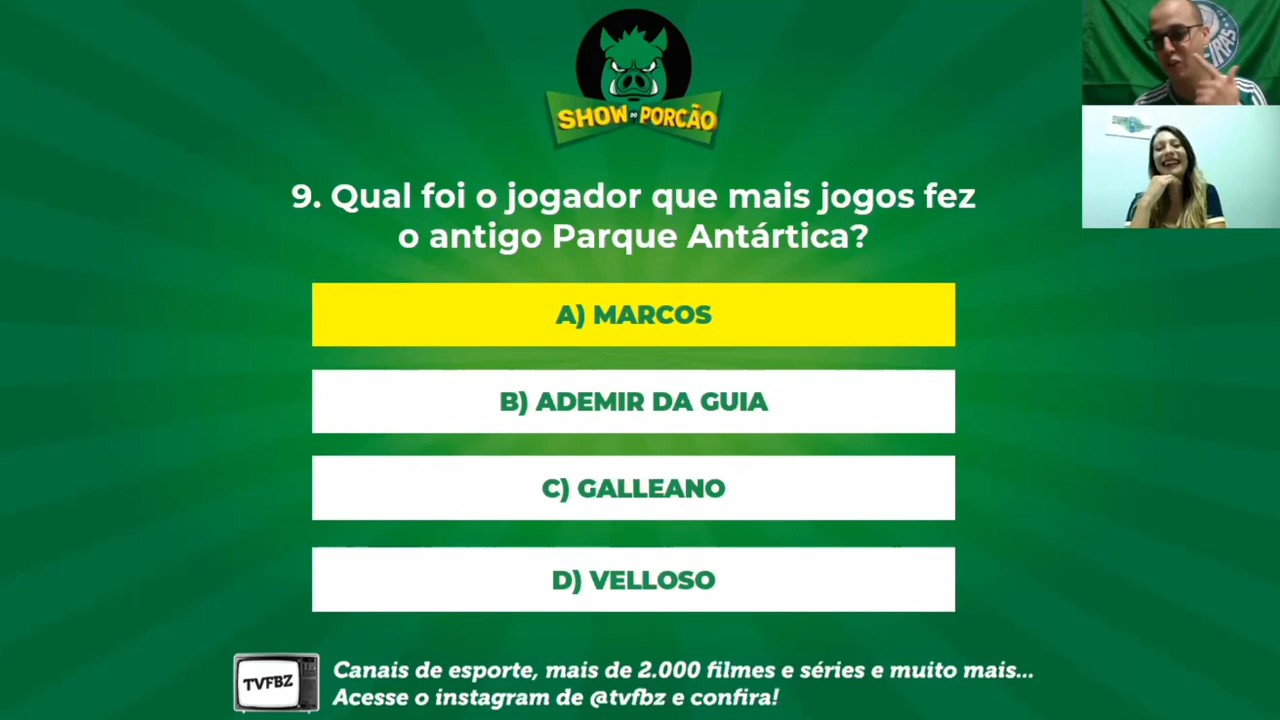 SHOW DO PORCÃO
9. Qual foi o jogador que mais jogos fez
o antigo Parque Antártica?
A) MARCOS
B) ADEMIR DA GUIA
C) GALLEANO
D) VELLOSO
TVFBZ
Canais de esporte, mais de 2.000 filmes e séries e muito mais...
Acesse o instagram de @tvfbz e confira!